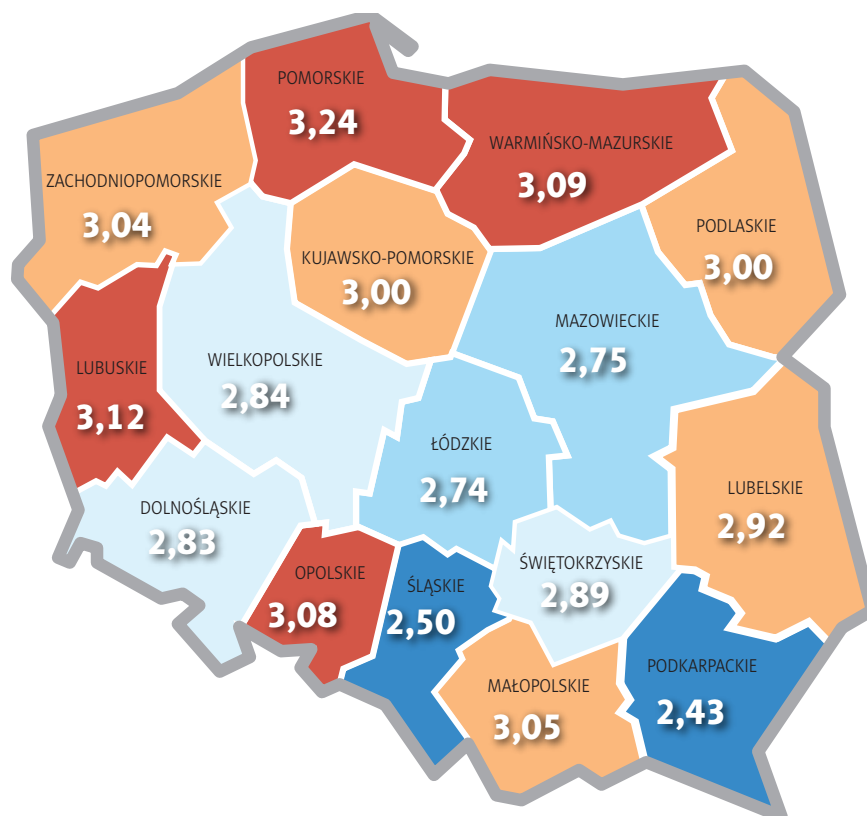 POMORSKIE
3,24
WARMIŃSKO-MAZURSKIE
3,09
ZACHODNIOPOMORSKIE
3,04
PODLASKIE
3,00
KUJAWSKO-POMORSKIE
3,00
MAZOWIECKIE
2,75
LUBUSKIE
3,12
WIELKOPOLSKIE
2,84
ŁÓDZKIE
2,74
LUBELSKIE
2,92
DOLNOŚLĄSKIE
2,83
OPOLSKIE
3,08
ŚLĄSKIE
2,50
ŚWIĘTOKRZYSKIE
2,89
MAŁOPOLSKIE
3,05
PODKARPACKIE
2,43